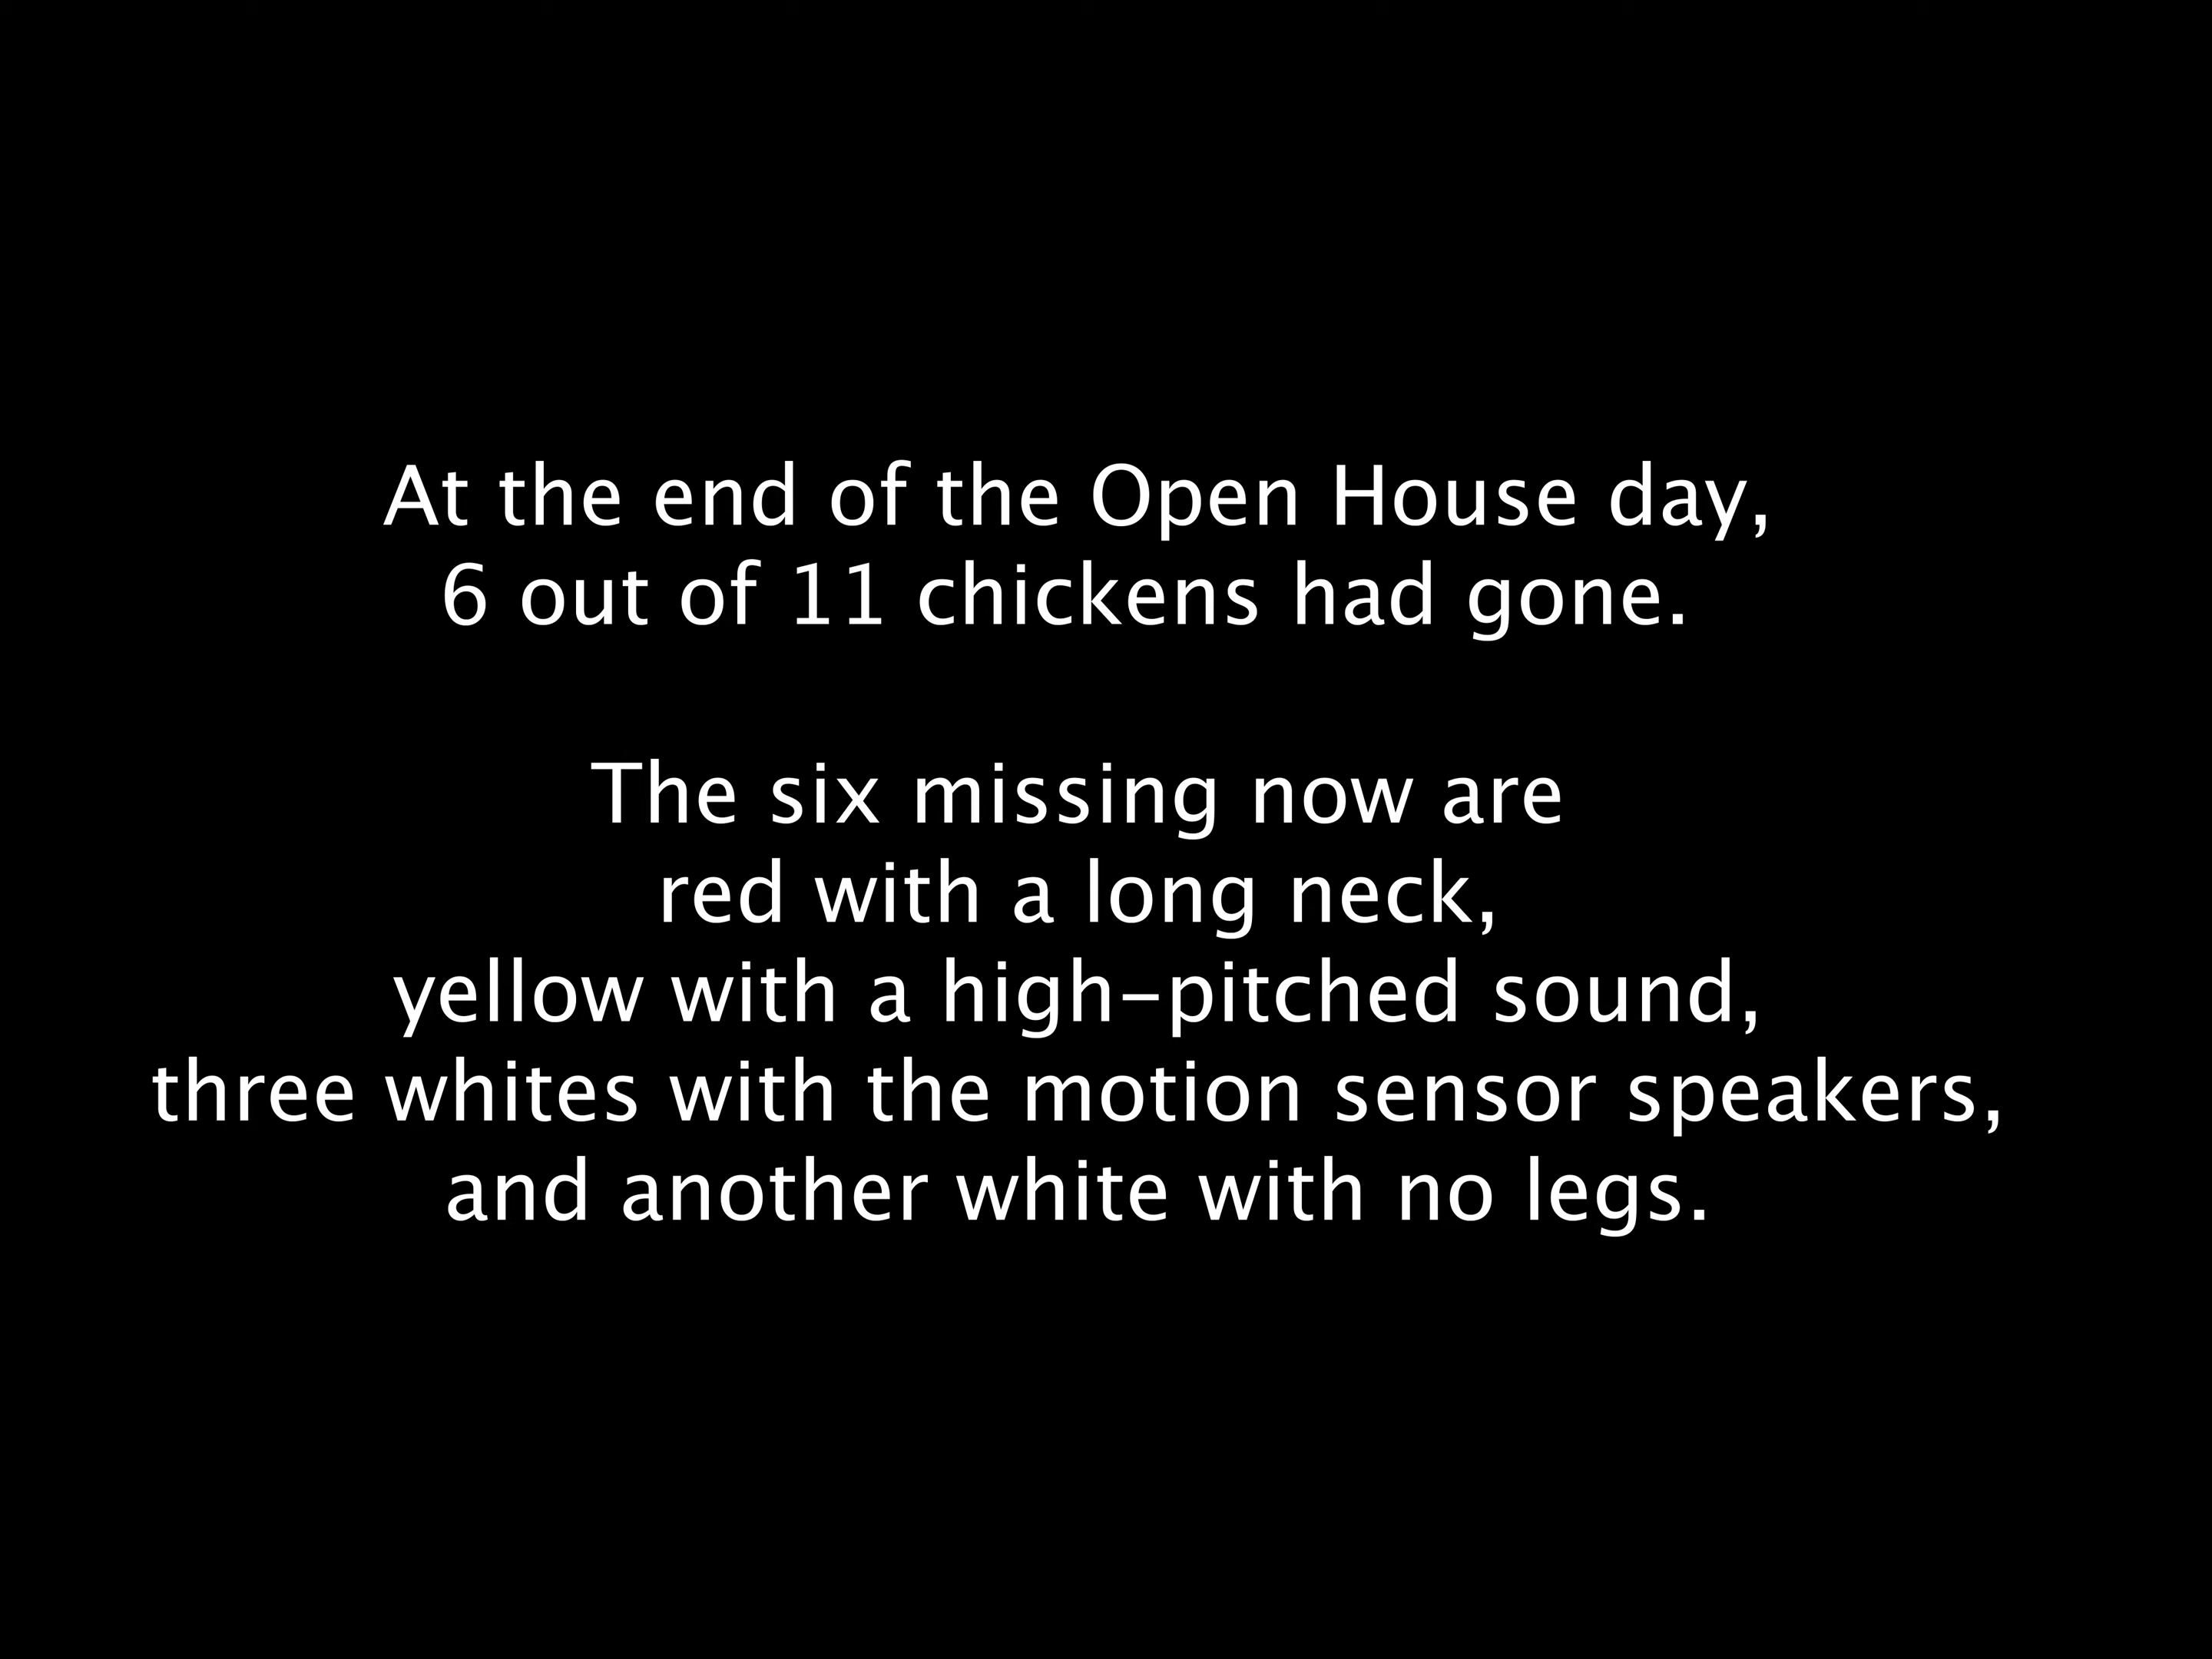 At the end of the Open House day,
6 out of 11 chickens had gone.
The six missing now are
red with a long neck,
yellow with a high-pitched sound,
three whites with the motion sensor speakers,
and another white with no legs.